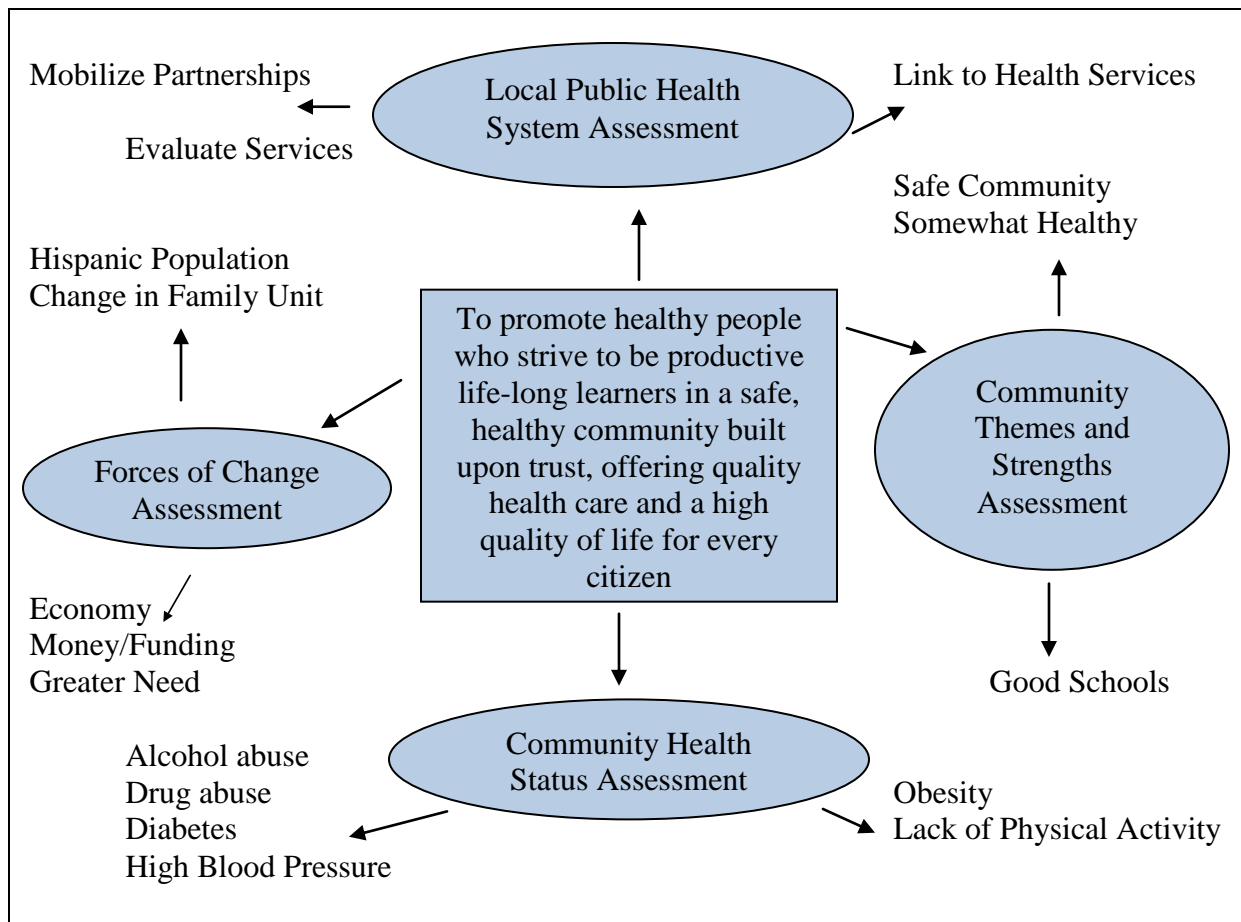 Mobilize Partnerships
Evaluate Services
Local Public Health
System Assessment
Link to Health Services
Safe Community
Somewhat Healthy
Hispanic Population
Change in Family Unit
To promote healthy people
who strive to be productive
life-long learners in a safe,
healthy community built
upon trust, offering quality
health care and a high
quality of life for every
citizen
Community
Themes and
Strengths
Assessment
Forces of Change
Assessment
Economy
Money/Funding
Greater Need
Good Schools
Community Health
Status Assessment
Alcohol abuse
Drug abuse
Diabetes
High Blood Pressure
Obesity
Lack of Physical Activity